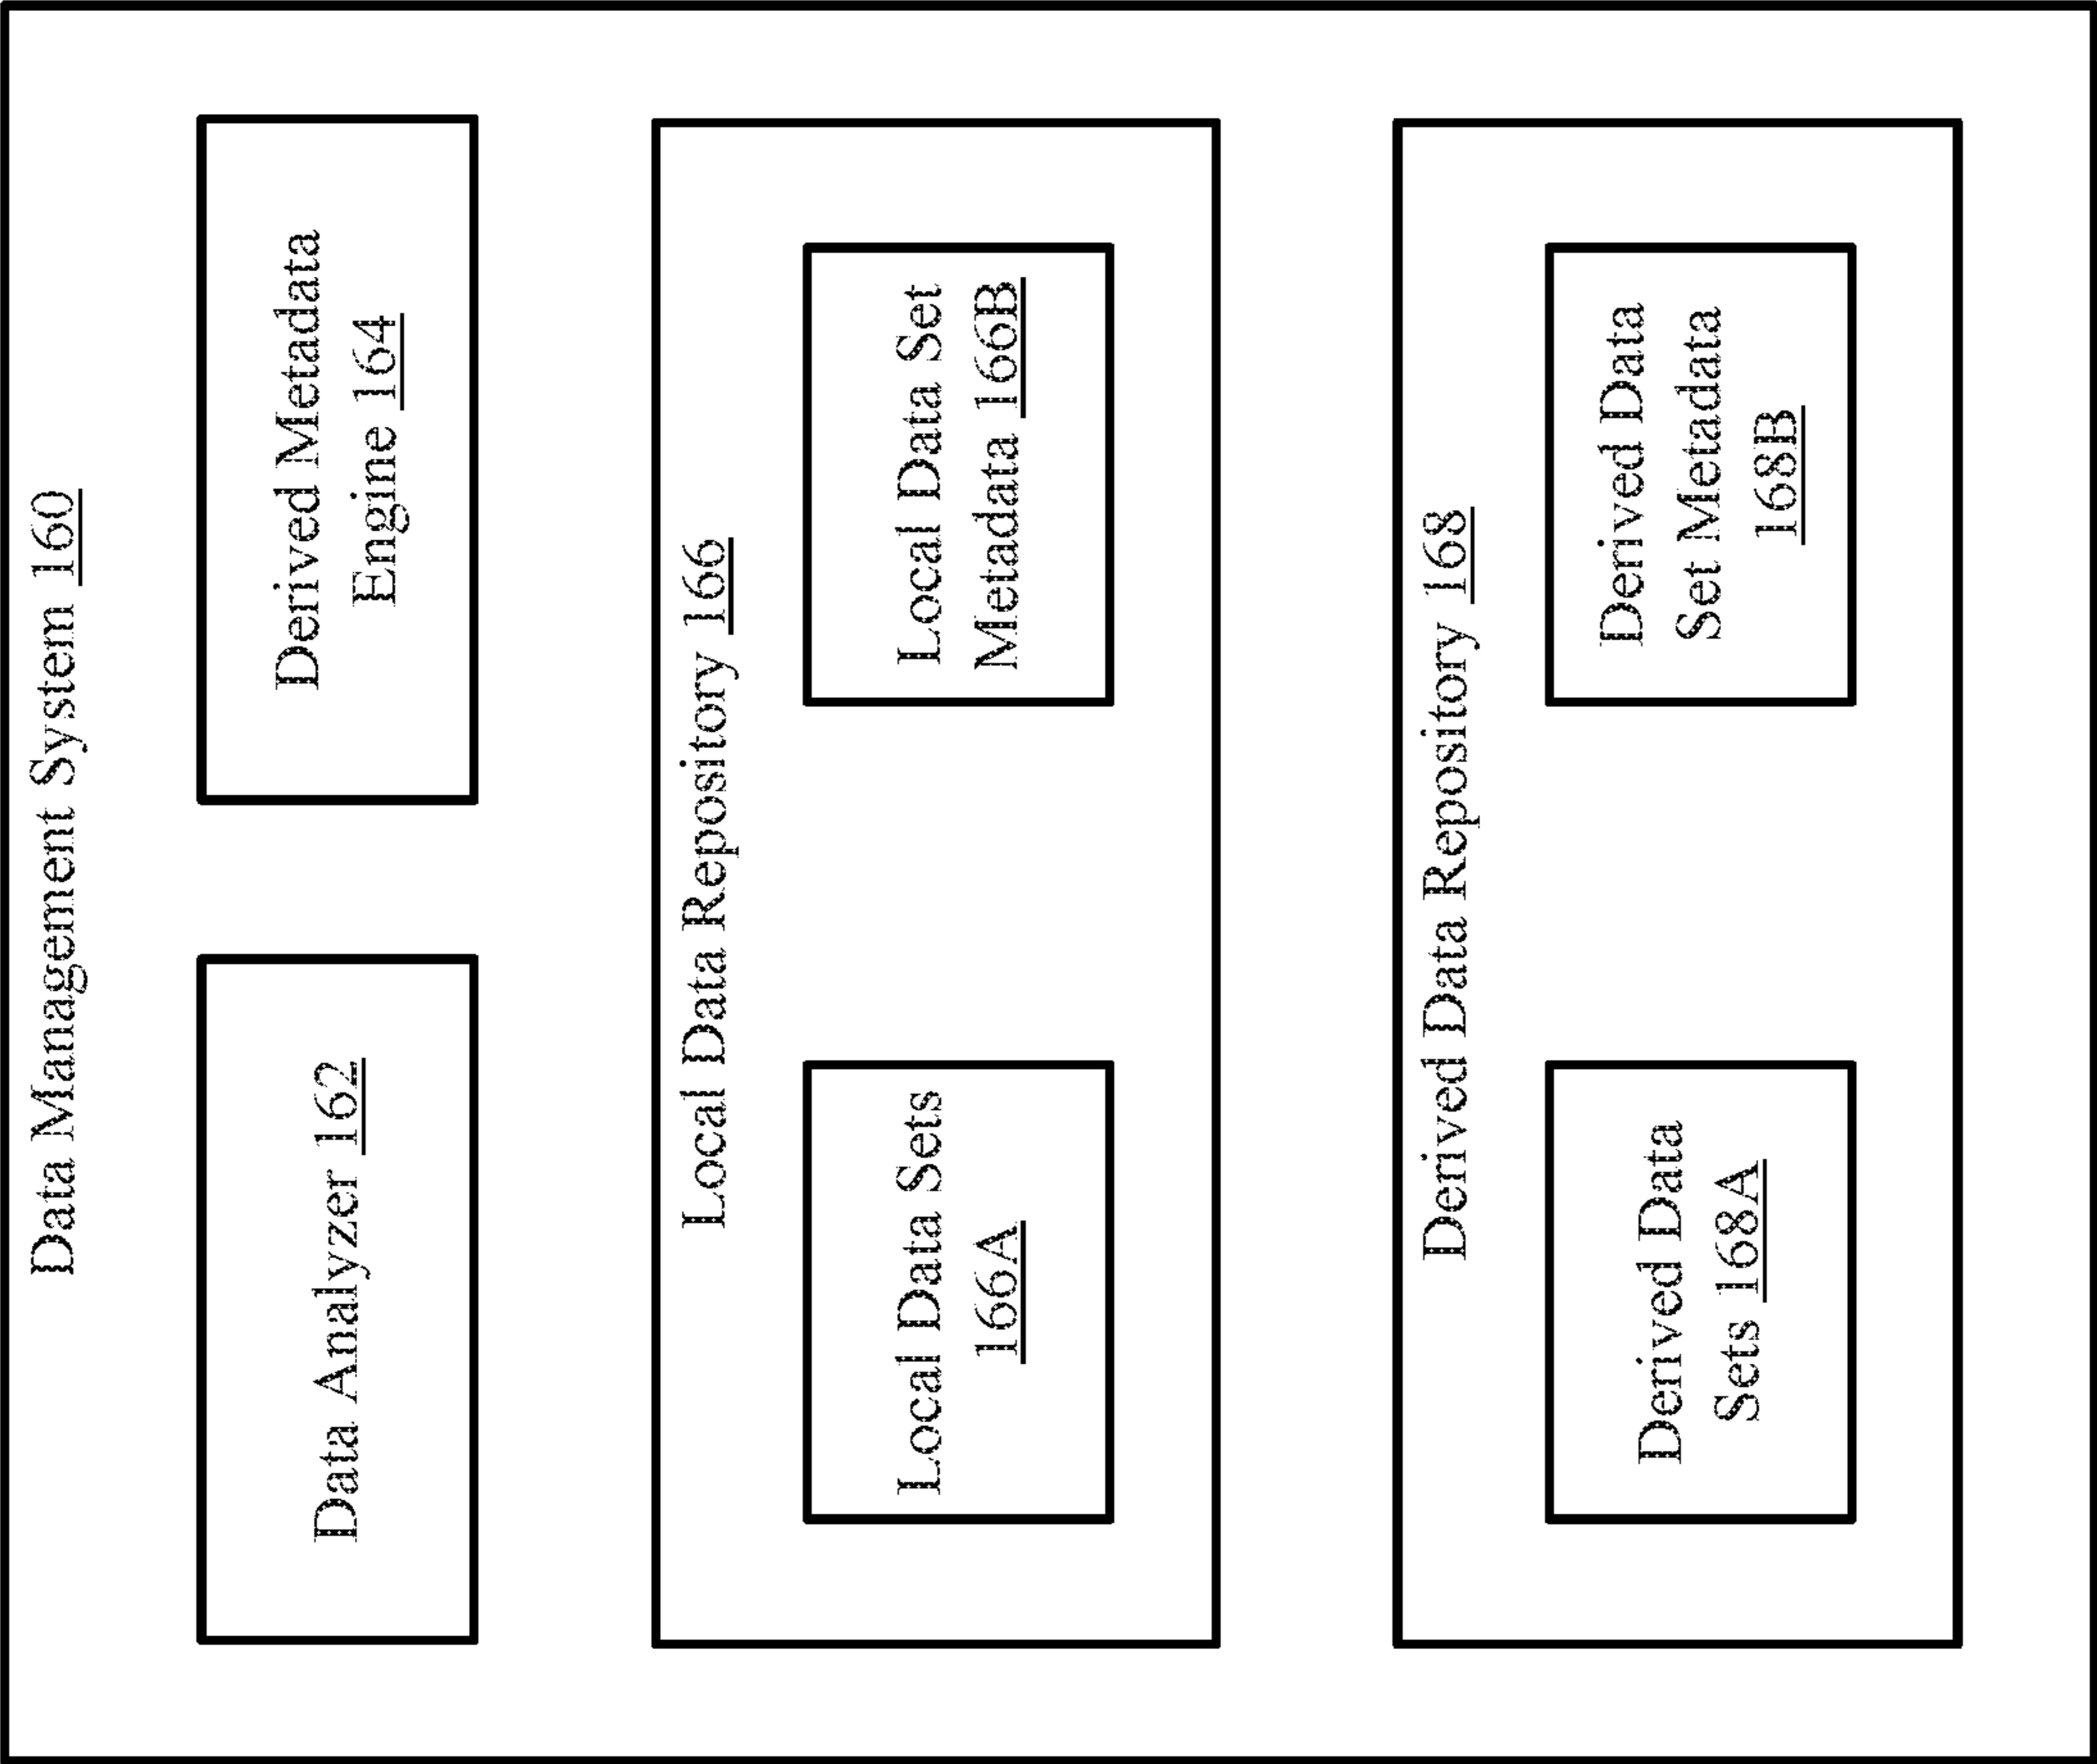 Data Management System 160
Data Analyzer 162
Derived Metadata
Engine 164
Local Data Repository 166
Local Data Sets
166A
Local Data Set
Metadata 166B
Derived Data Repository 168
Derived Data
Sets 168A
Derived Data
Set Metadata
168B